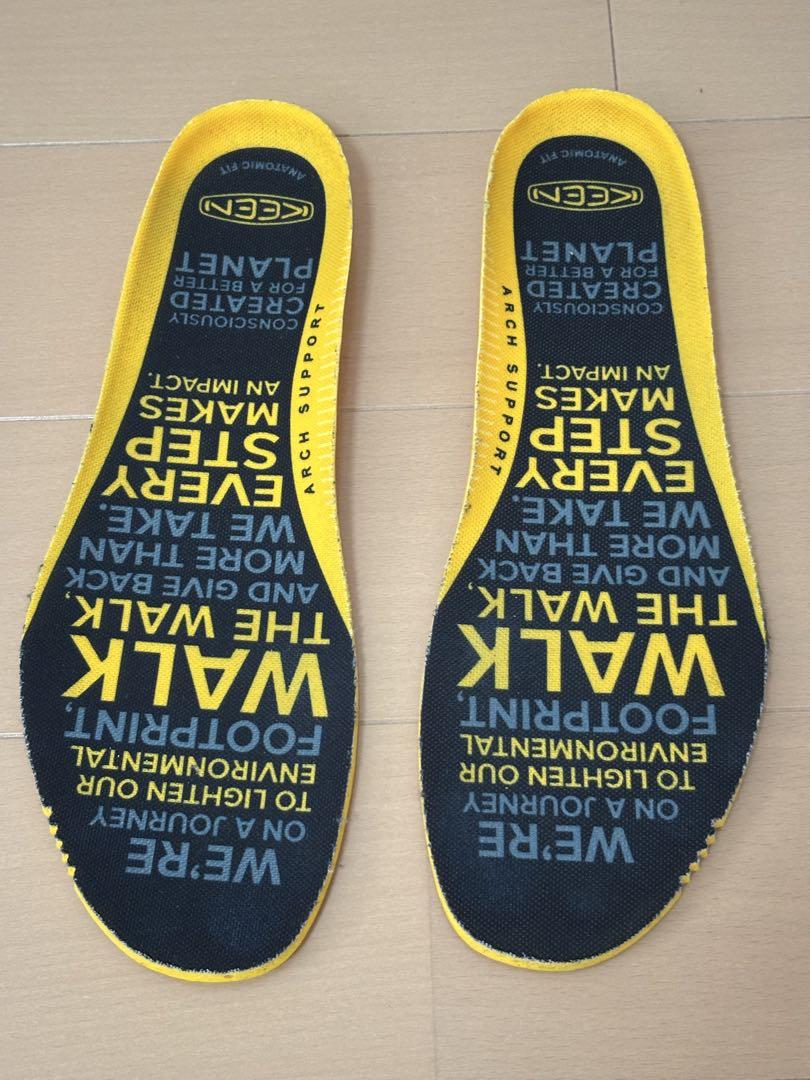 WE'RE
ON A JOURNEY
TO LIGHTEN OUR
ENVIRONMENTAL
FOOTPRINT,
WALK
THE WALK,
AND GIVE BACK
MORE THAN
WE TAKE.
EVERY
STEP
MAKES
AN IMPACT.
CONSCIOUSLY
CREATED
FOR A BETTER
PLANET
KEEN
ANATOMIC FIT
ARCH SUPPORT
WE'RE
ON A JOURNEY
TO LIGHTEN OUR
ENVIRONMENTAL
FOOTPRINT,
WALK
THE WALK,
AND GIVE BACK
MORE THAN
WE TAKE.
EVERY
STEP
MAKES
AN IMPACT.
CONSCIOUSLY
CREATED
FOR A BETTER
PLANET
KEEN
ANATOMIC FIT
ARCH SUPPORT